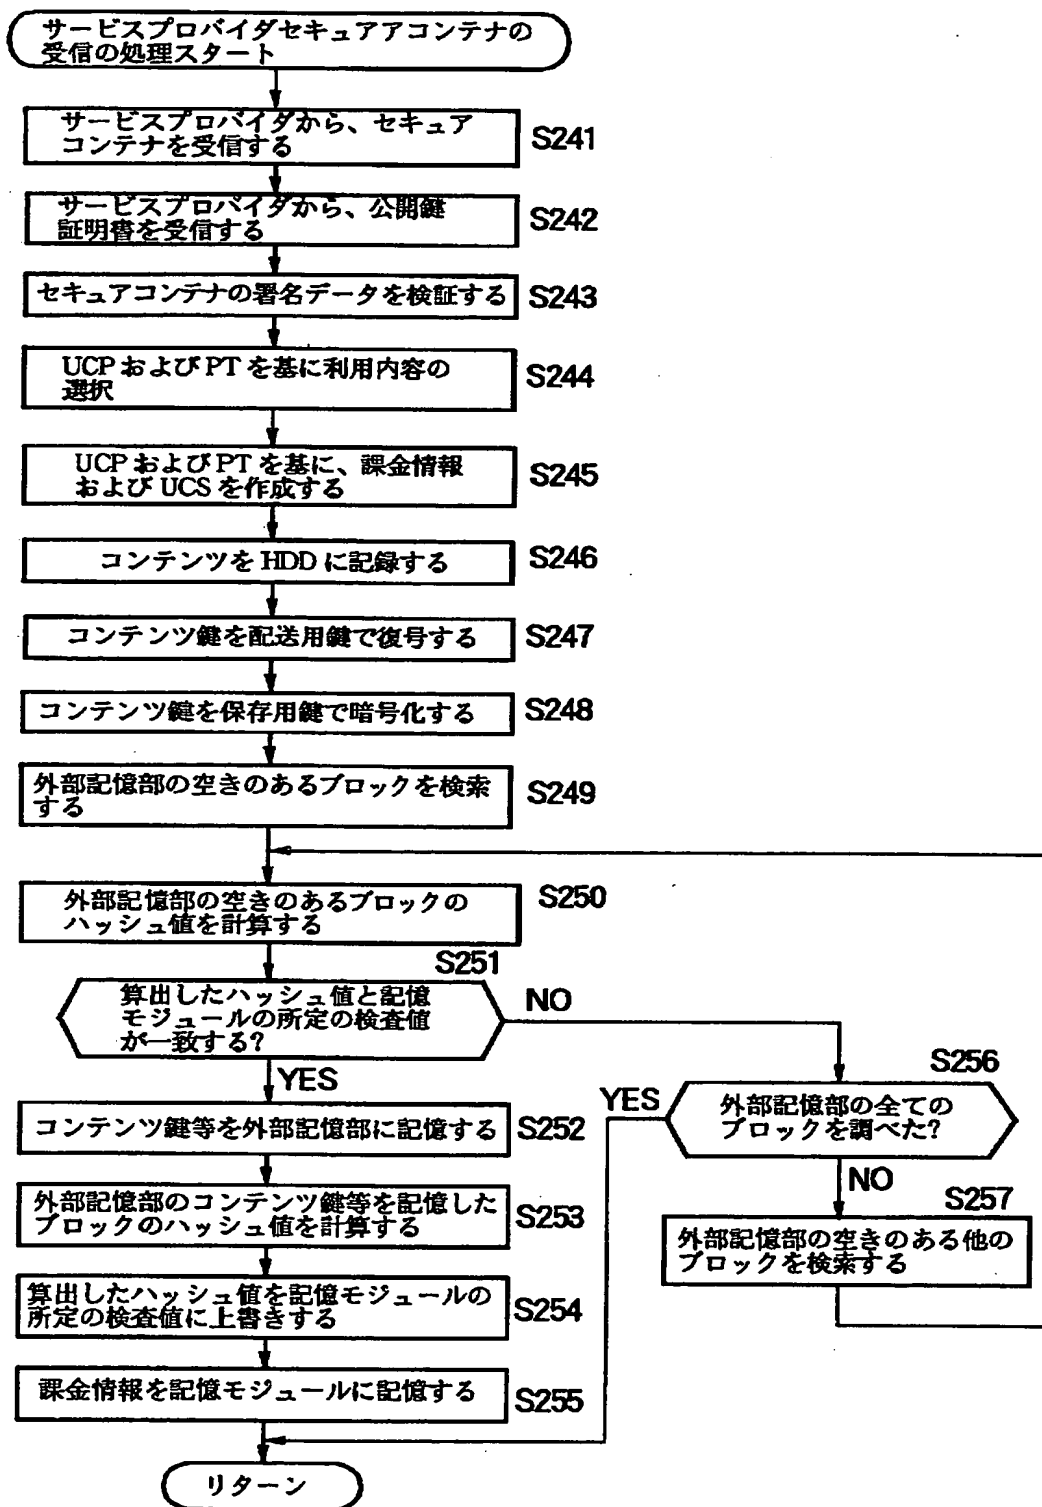 サービスプロバイダセキュアアコンテナの
受信の処理スタート
サービスプロバイダから、セキュア
コンテナを受信する
S241
サービスプロバイダから、公開鍵
証明書を受信する
S242
セキュアコンテナの署名データを検証する
S243
UCPおよびPTを基に利用内容の
選択
S244
UCPおよびPTを基に、課金情報
およびUCSを作成する
S245
コンテンツをHDDに記録する
S246
コンテンツ鍵を配送用鍵で復号する
S247
コンテンツ鍵を保存用鍵で暗号化する
S248
外部記憶部の空きのあるブロックを検索
する
S249
外部記憶部の空きのあるブロックの
ハッシュ値を計算する
S250
S251
算出したハッシュ値と記憶
モジュールの所定の検査値
が一致する?
NO
YES
S256
外部記憶部の全ての
ブロックを調べた?
YES
NO
コンテンツ鍵等を外部記憶部に記憶する
S252
外部記憶部のコンテンツ鍵等を記憶した
ブロックのハッシュ値を計算する
S253
S257
外部記憶部の空きのある他の
ブロックを検索する
算出したハッシュ値を記憶モジュールの
所定の検査値に上書きする
S254
課金情報を記憶モジュールに記憶する
S255
リターン